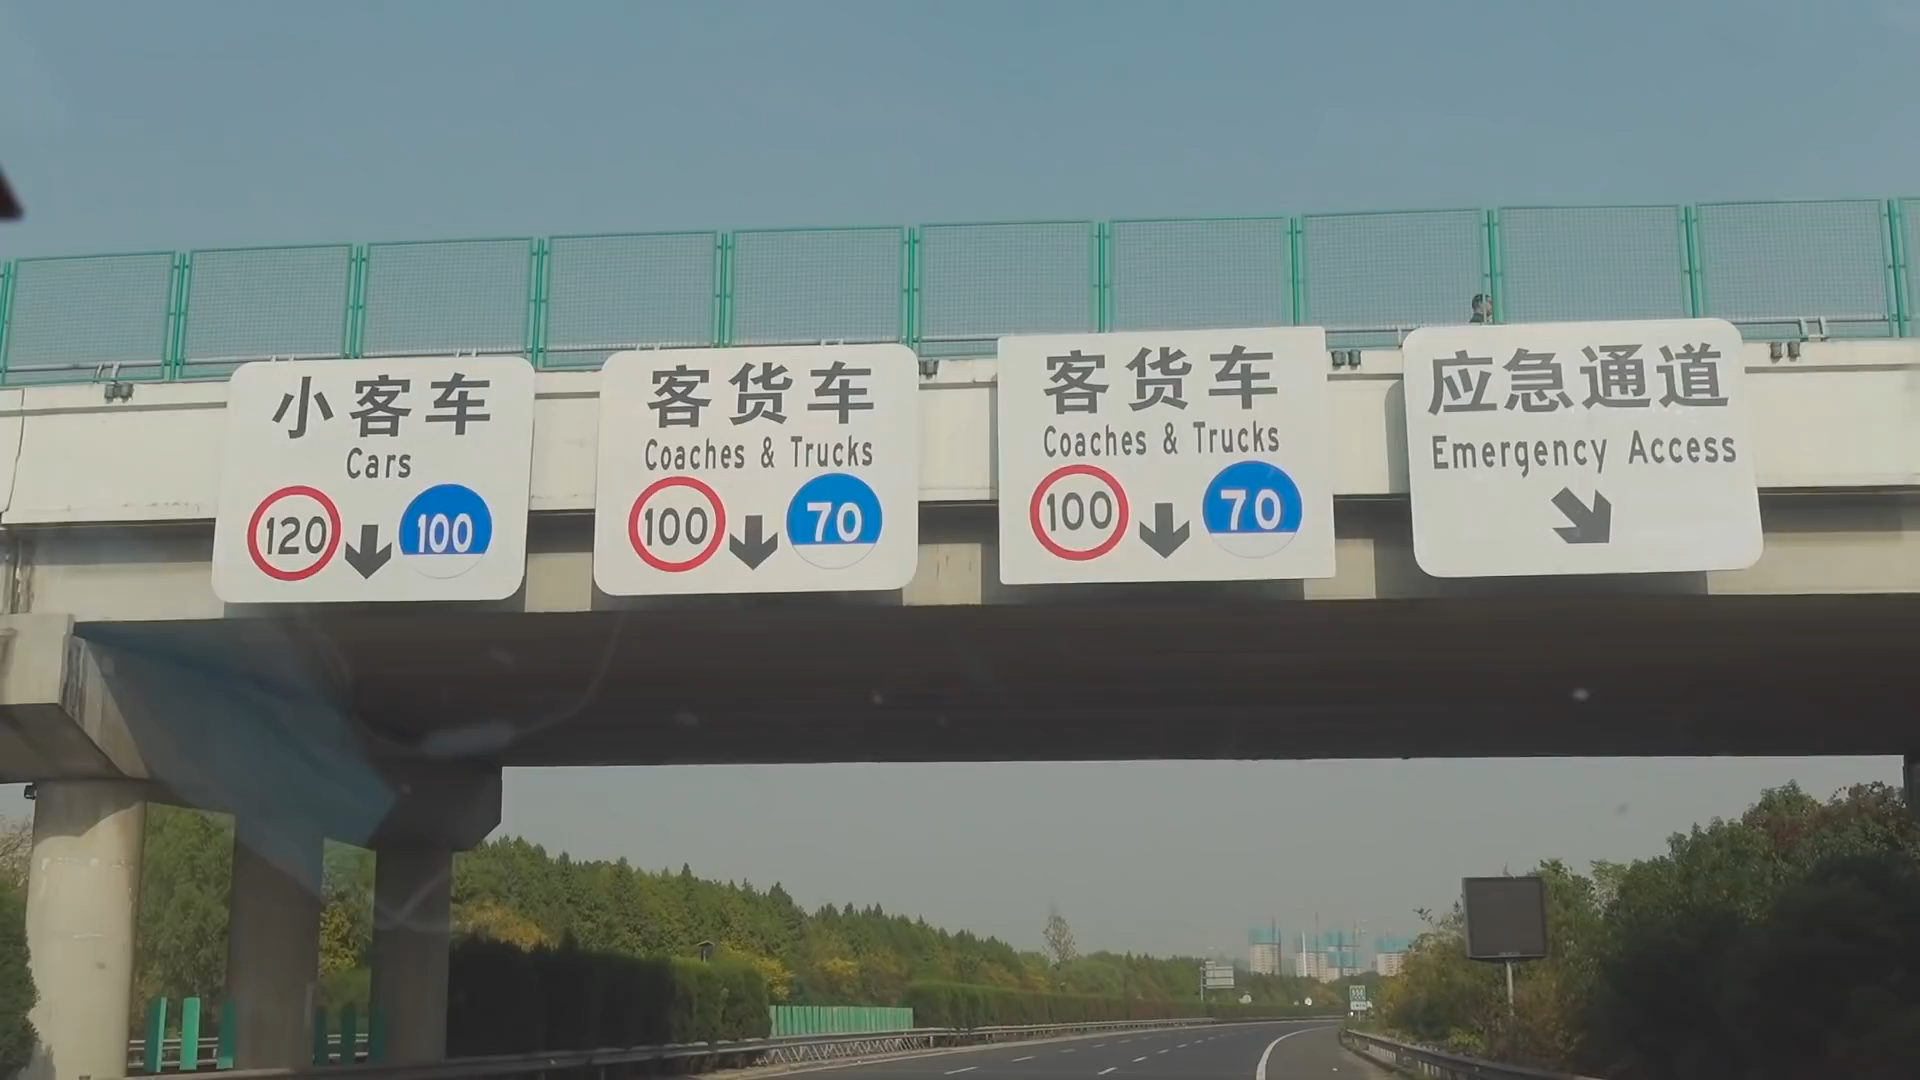 小客车
Cars
120 100
客货车
Coaches & Trucks
100 70
客货车
Coaches & Trucks
100 70
应急通道
Emergency Access